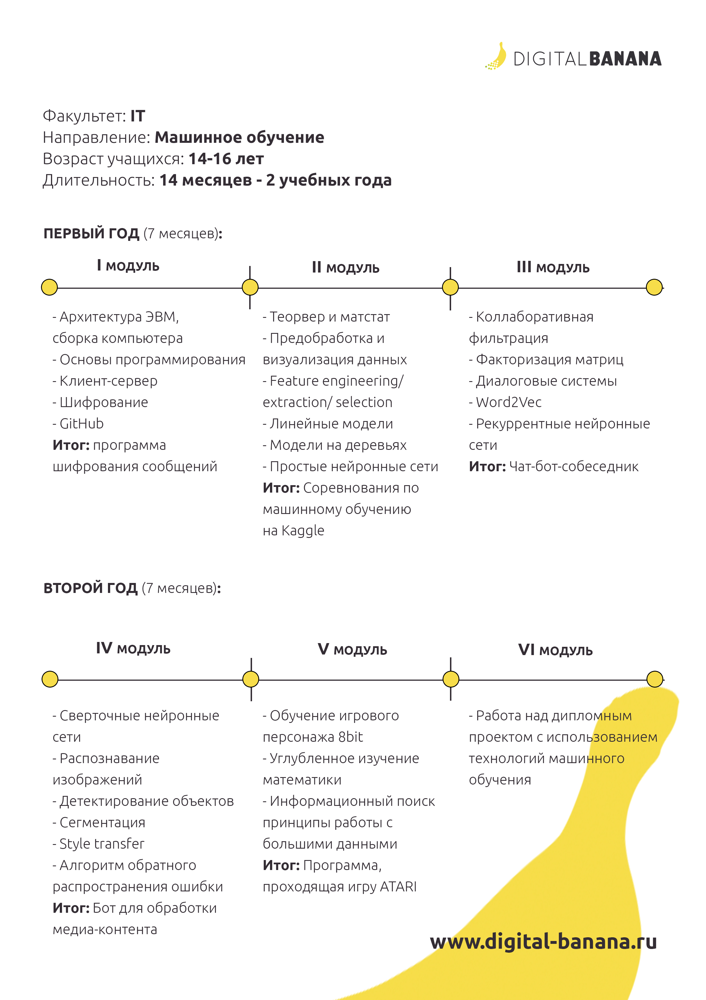 DIGITALBANANA
Факультет: IT
Направление: Машинное обучение
Возраст учащихся: 14-16 лет
Длительность: 14 месяцев - 2 учебных года
ПЕРВЫЙ ГОД (7 месяцев):
I модуль
- Архитектура ЭВМ,
сборка компьютера
- Основы программирования
- Клиент-сервер
- Шифрование
- GitHub
Итог: программа
шифрования сообщений
II модуль
- Теорвер и матстат
- Предобработка и
визуализация данных
- Feature engineering/
extraction/ selection
- Линейные модели
- Модели на деревьях
- Простые нейронные сети
Итог: Соревнования по
машинному обучению
на Kaggle
III модуль
- Коллаборативная
фильтрация
- Факторизация матриц
- Диалоговые системы
- Word2Vec
- Рекуррентные нейронные
сети
Итог: Чат-бот-собеседник
ВТОРОЙ ГОД (7 месяцев):
IV модуль
- Сверточные нейронные
сети
- Распознавание
изображений
- Детектирование объектов
- Сегментация
- Style transfer
- Алгоритм обратного
распространения ошибки
Итог: Бот для обработки
медиа-контента
V модуль
- Обучение игрового
персонажа 8bit
- Углубленное изучение
математики
- Информационный поиск
принципы работы с
большими данными
Итог: Программа,
проходящая игру ATARI
VI модуль
- Работа над дипломным
проектом с использованием
технологий машинного
обучения
www.digital-banana.ru